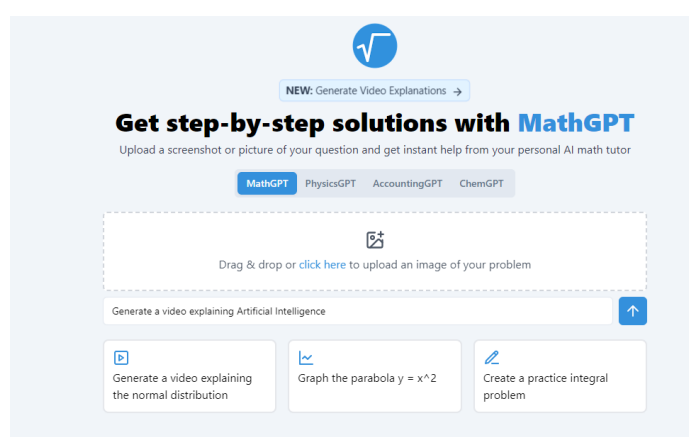 NEW: Generate Video Explanations →
Get step-by-step solutions with MathGPT
Upload a screenshot or picture of your question and get instant help from your personal AI math tutor
MathGPT PhysicsGPT AccountingGPT ChemGPT
Drag & drop or click here to upload an image of your problem
Generate a video explaining Artificial Intelligence
Generate a video explaining
the normal distribution
Graph the parabola y = x^2
Create a practice integral
problem